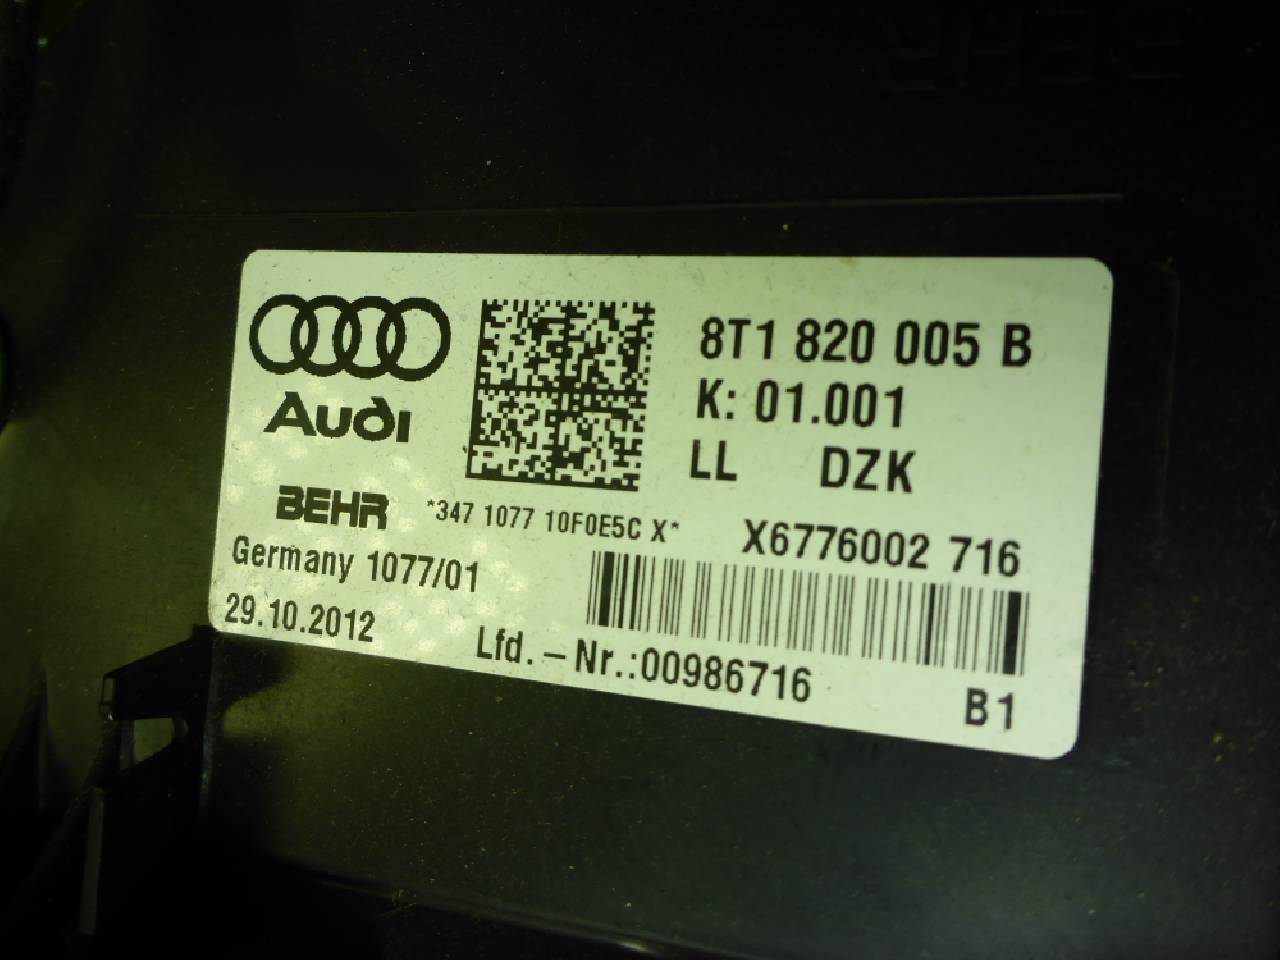 BEHR
8T1 820 005 B
Audi
K: 01.001
LL DZK
BEHR *347 1077 10F0E5C X* X6776002 716
Germany 1077/01
29.10.2012
Lfd.-Nr.:00986716
B1